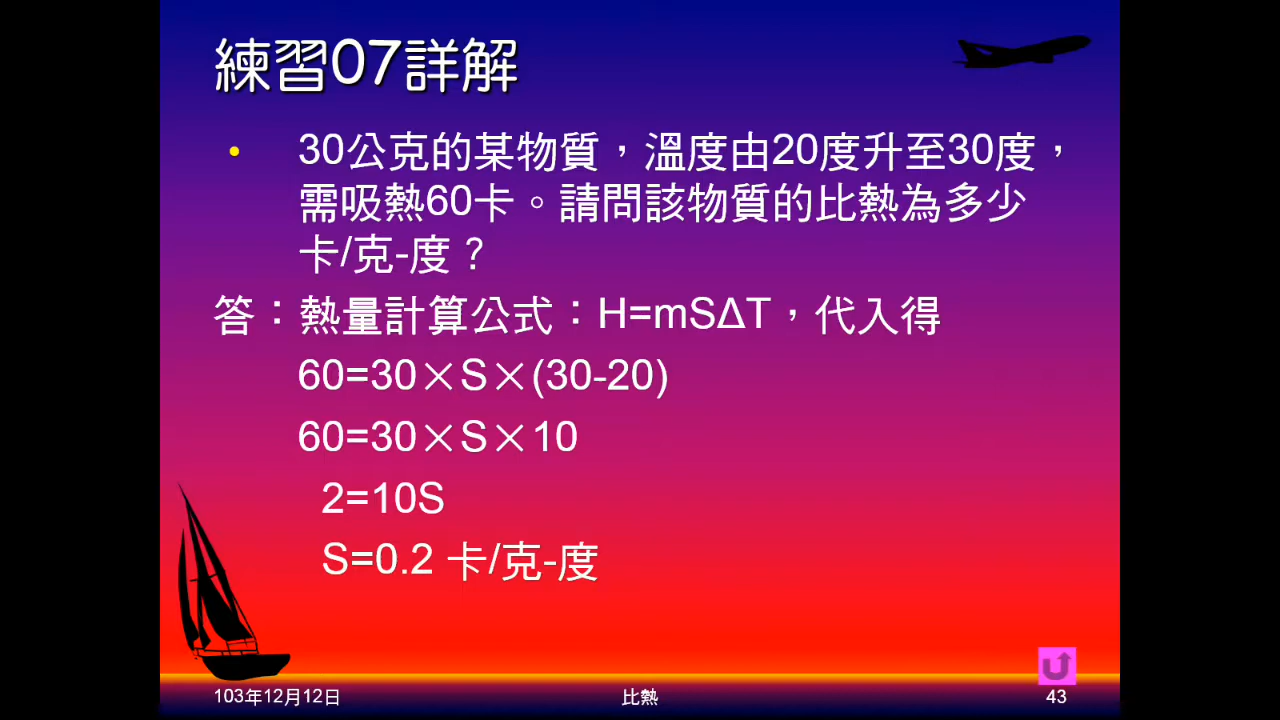 練習07詳解
• 30公克的某物質，溫度由20度升至30度，
需吸熱60卡。請問該物質的比熱為多少
卡/克-度？
答：熱量計算公式：H=mSΔT，代入得
60=30×S×(30-20)
60=30×S×10
2=10S
S=0.2 卡/克-度
103年12月12日
比熱
43